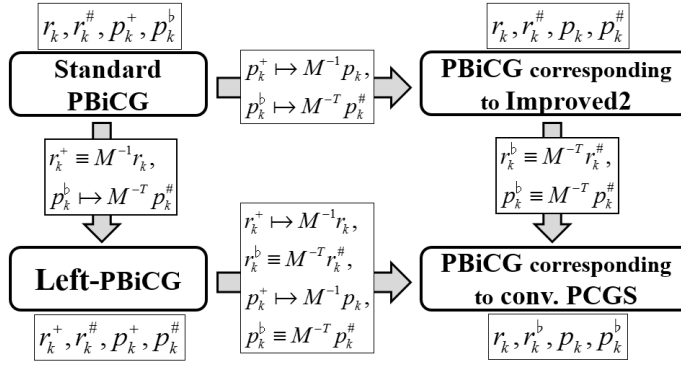 r_k, r_k^#, p_k^+, p_k^♭
Standard
PBiCG
p_k^+ ↦ M^{-1} p_k,
p_k^♭ ↦ M^{-T} p_k^#
r_k, r_k^#, p_k, p_k^#
PBiCG corresponding
to Improved2
r_k^+ ≡ M^{-1} r_k,
p_k^♭ ↦ M^{-T} p_k^#
r_k^♭ ≡ M^{-T} r_k^#,
p_k^♭ ≡ M^{-T} p_k^#
Left-PBiCG
r_k^+, r_k^#, p_k^+, p_k^#
r_k^+ ↦ M^{-1} r_k,
r_k^♭ ≡ M^{-T} r_k^#,
p_k^+ ↦ M^{-1} p_k,
p_k^♭ ≡ M^{-T} p_k^#
PBiCG corresponding
to conv. PCGS
r_k, r_k^♭, p_k, p_k^♭